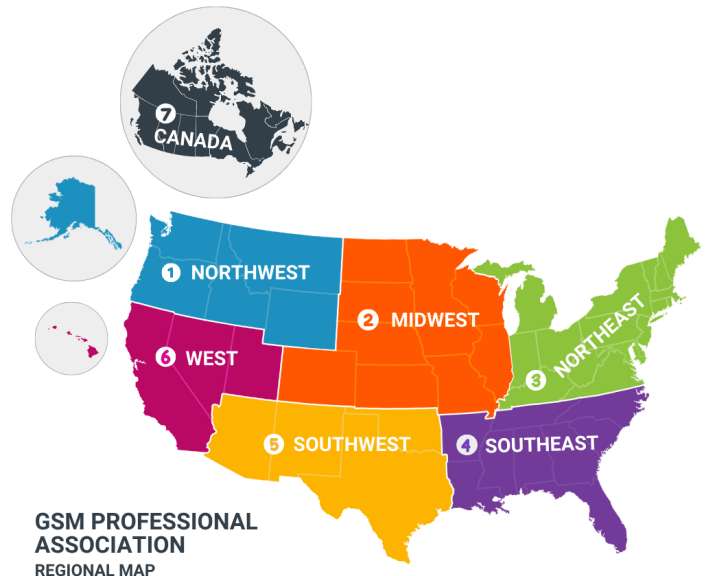 7
CANADA
1 NORTHWEST
2 MIDWEST
3 NORTHEAST
6 WEST
5 SOUTHWEST
4 SOUTHEAST
GSM PROFESSIONAL
ASSOCIATION
REGIONAL MAP